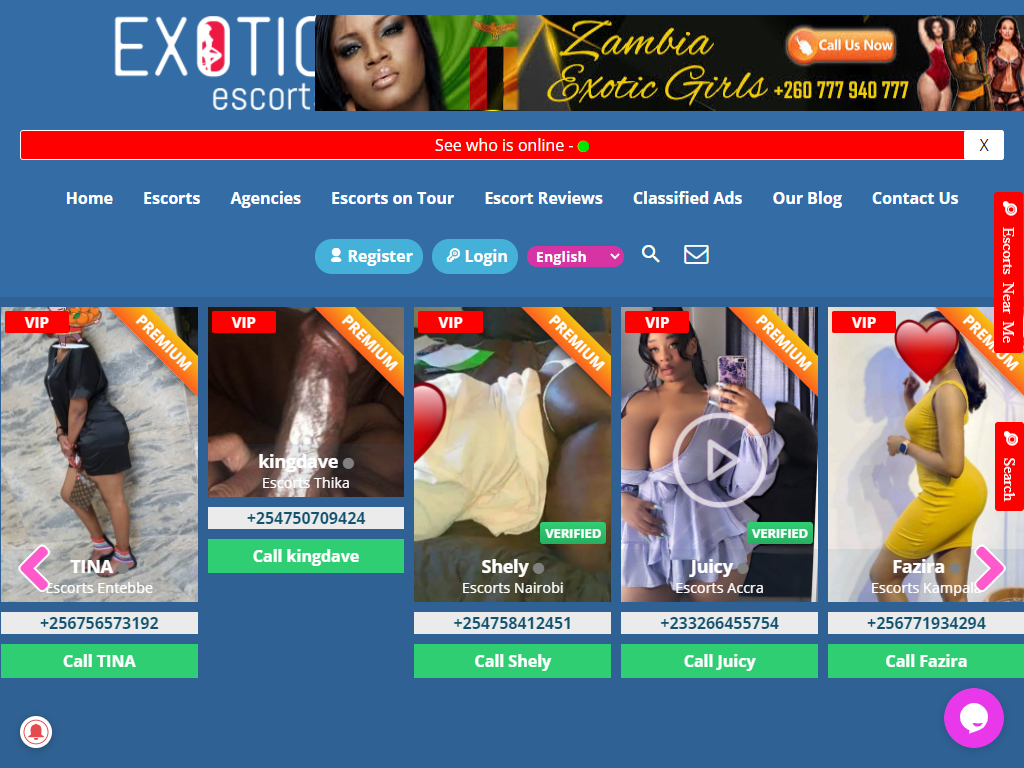 EXOTIC
escort
Zambia
Exotic Girls +260 777 940 777
Call Us Now
See who is online -
X
Home Escorts Agencies Escorts on Tour Escort Reviews Classified Ads Our Blog Contact Us
Register Login English
Escorts Near Me
Search
VIP PREMIUM
TINA
Escorts Entebbe
+256756573192
Call TINA
VIP PREMIUM
kingdave
Escorts Thika
+254750709424
Call kingdave
VIP PREMIUM
VERIFIED
Shely
Escorts Nairobi
+254758412451
Call Shely
VIP PREMIUM
VERIFIED
Juicy
Escorts Accra
+233266455754
Call Juicy
VIP PREMIUM
Fazira
Escorts Kampala
+256771934294
Call Fazira